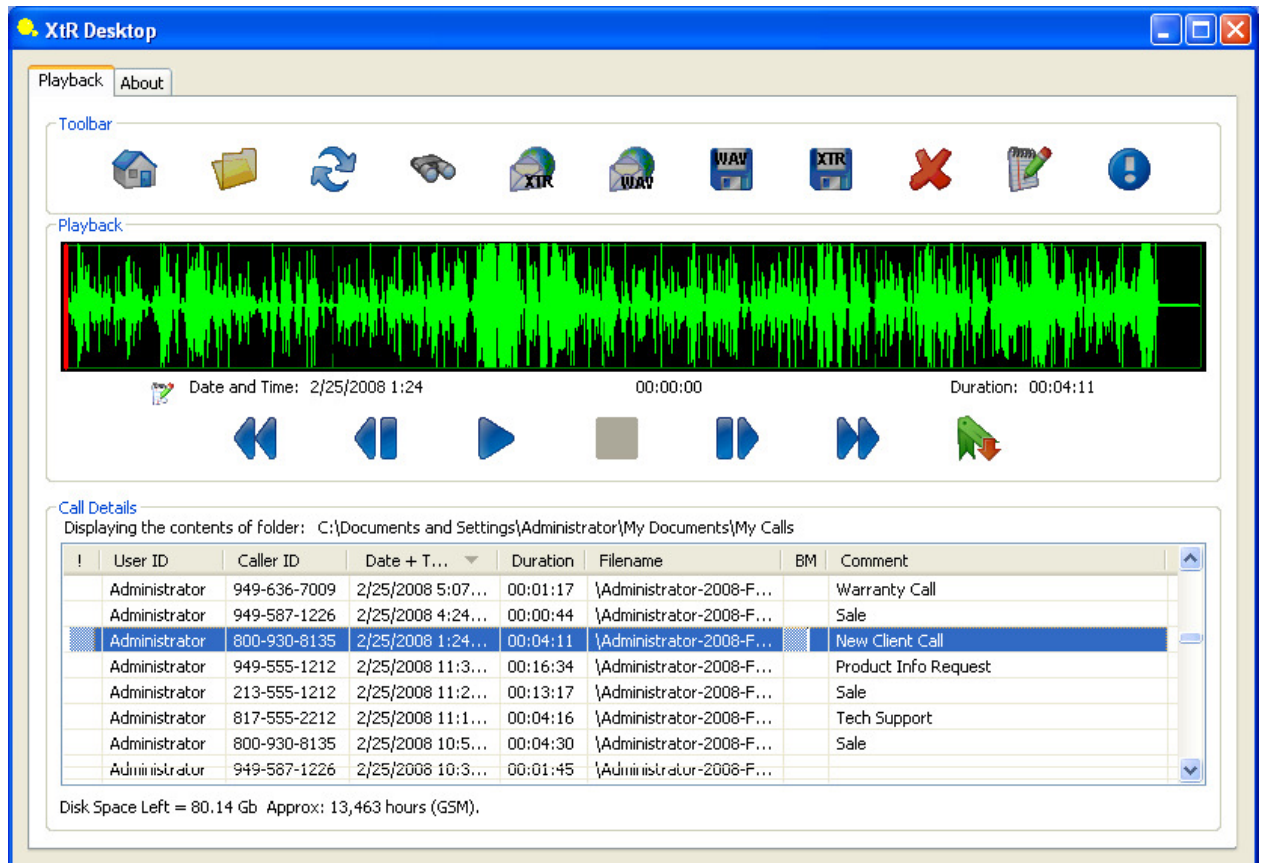 XtR Desktop
Playback About
Toolbar
XTR WAV WAV XTR
Playback
Date and Time: 2/25/2008 1:24 00:00:00 Duration: 00:04:11
Call Details
Displaying the contents of folder: C:\Documents and Settings\Administrator\My Documents\My Calls
! User ID Caller ID Date + T... Duration Filename BM Comment
Administrator 949-636-7009 2/25/2008 5:07... 00:01:17 \Administrator-2008-F... Warranty Call
Administrator 949-587-1226 2/25/2008 4:24... 00:00:44 \Administrator-2008-F... Sale
Administrator 800-930-8135 2/25/2008 1:24... 00:04:11 \Administrator-2008-F... New Client Call
Administrator 949-555-1212 2/25/2008 11:3... 00:16:34 \Administrator-2008-F... Product Info Request
Administrator 213-555-1212 2/25/2008 11:2... 00:13:17 \Administrator-2008-F... Sale
Administrator 817-555-2212 2/25/2008 11:1... 00:04:16 \Administrator-2008-F... Tech Support
Administrator 800-930-8135 2/25/2008 10:5... 00:04:30 \Administrator-2008-F... Sale
Administrator 949-587-1226 2/25/2008 10:3... 00:01:45 \Administrator-2008-F...
Disk Space Left = 80.14 Gb Approx: 13,463 hours (GSM).